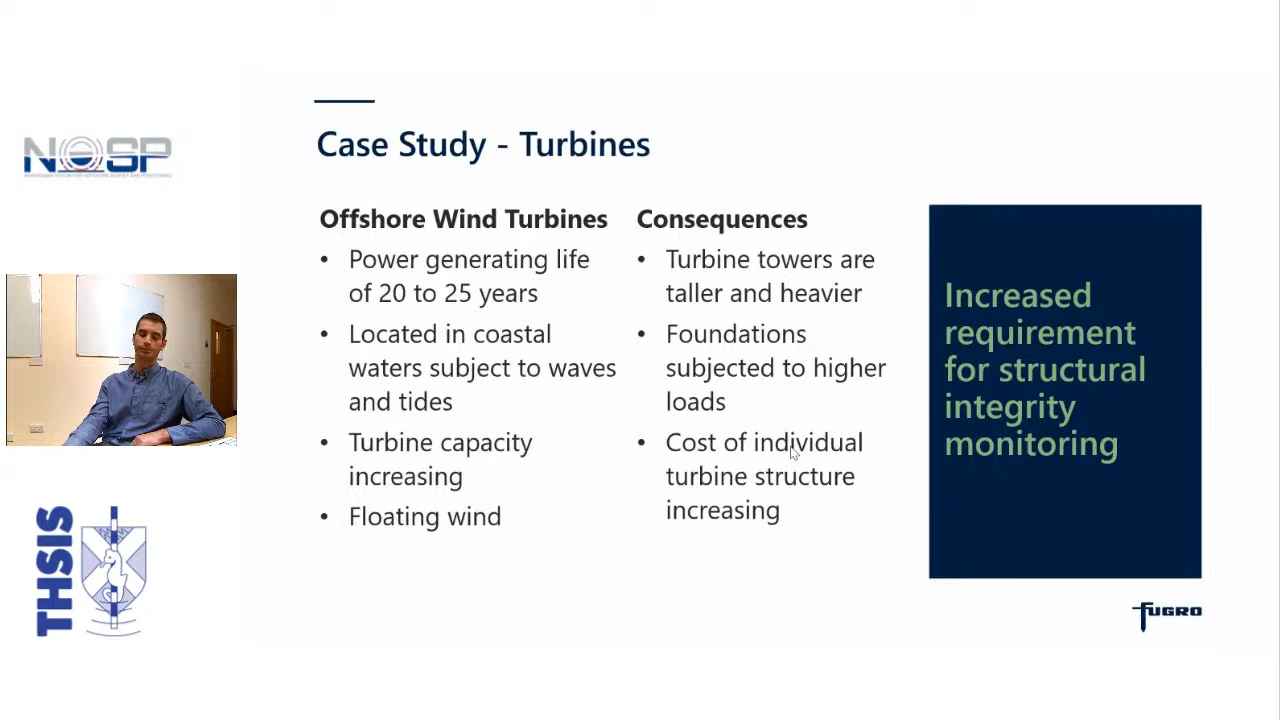 NOSP
THSIS
Case Study - Turbines
Offshore Wind Turbines
• Power generating life
of 20 to 25 years
• Located in coastal
waters subject to waves
and tides
• Turbine capacity
increasing
• Floating wind
Consequences
• Turbine towers are
taller and heavier
• Foundations
subjected to higher
loads
• Cost of individual
turbine structure
increasing
Increased
requirement
for structural
integrity
monitoring
FUGRO